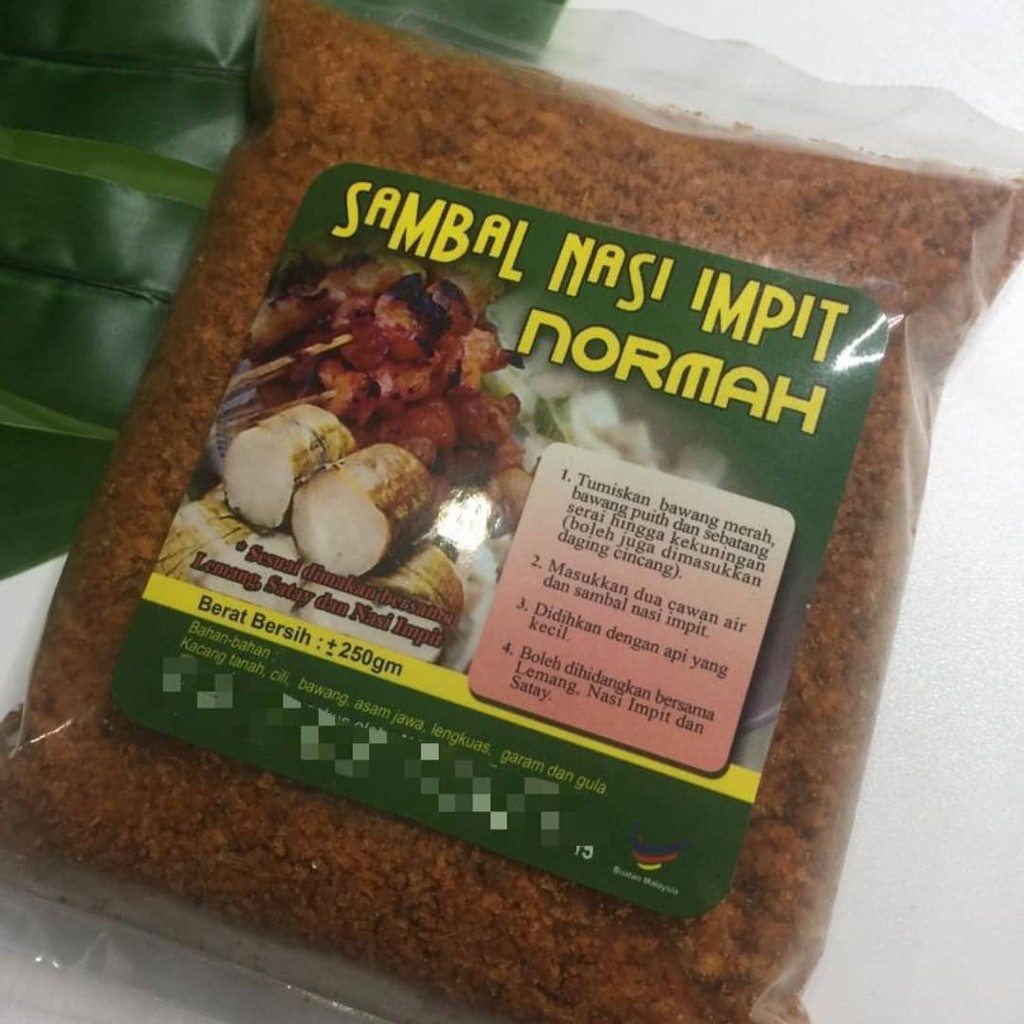 SAMBAL NASI IMPIT
NORMAH
1. Tumiskan bawang merah,
bawang puith dan sebatang
serai hingga kekuningan
(boleh juga dimasukkan
daging cincang).
2. Masukkan dua cawan air
dan sambal nasi impit.
3. Didihkan dengan api yang
kecil.
4. Boleh dihidangkan bersama
Lemang, Nasi Impit dan
Satay.
* Sesuai dimakan bersama
Lemang, Satay dan Nasi Impit
Berat Bersih : ± 250gm
Bahan-bahan :
Kacang tanah, cili, bawang, asam jawa, lengkuas, garam dan gula.
Buatan Malaysia